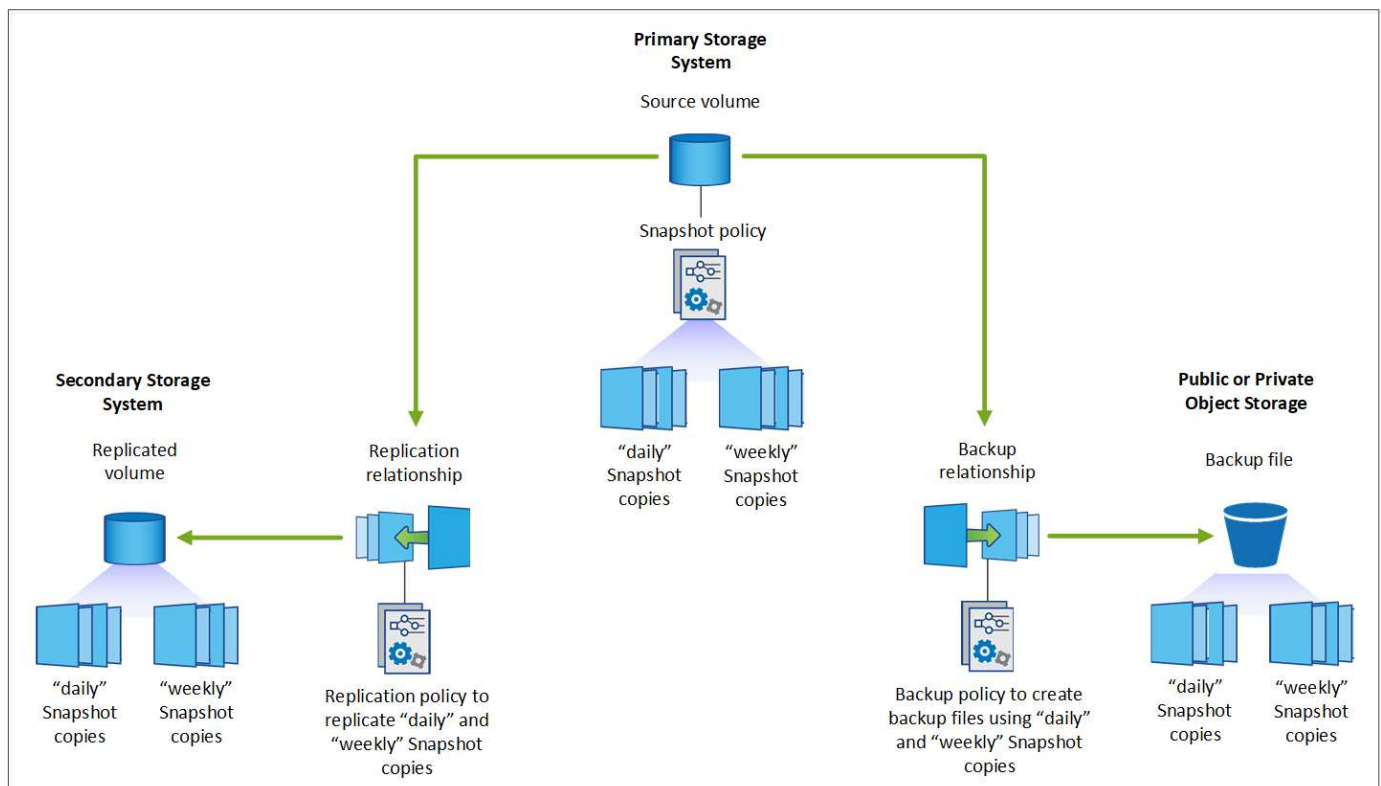 Primary Storage
System
Source volume
Snapshot policy
“daily”
Snapshot
copies
“weekly”
Snapshot
copies
Secondary Storage
System
Replicated
volume
“daily”
Snapshot
copies
“weekly”
Snapshot
copies
Replication
relationship
Replication policy to
replicate “daily” and
“weekly” Snapshot
copies
Backup
relationship
Backup policy to create
backup files using “daily”
and “weekly” Snapshot
copies
Public or Private
Object Storage
Backup file
“daily”
Snapshot
copies
“weekly”
Snapshot
copies